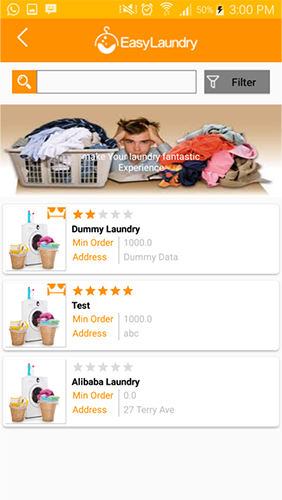 50% 3:00 PM
EasyLaundry
Filter
make Your laundry fantastic
Experience
Dummy Laundry
Min Order 1000.0
Address Dummy Data
Test
Min Order 1000.0
Address abc
Alibaba Laundry
Min Order 0.0
Address 27 Terry Ave